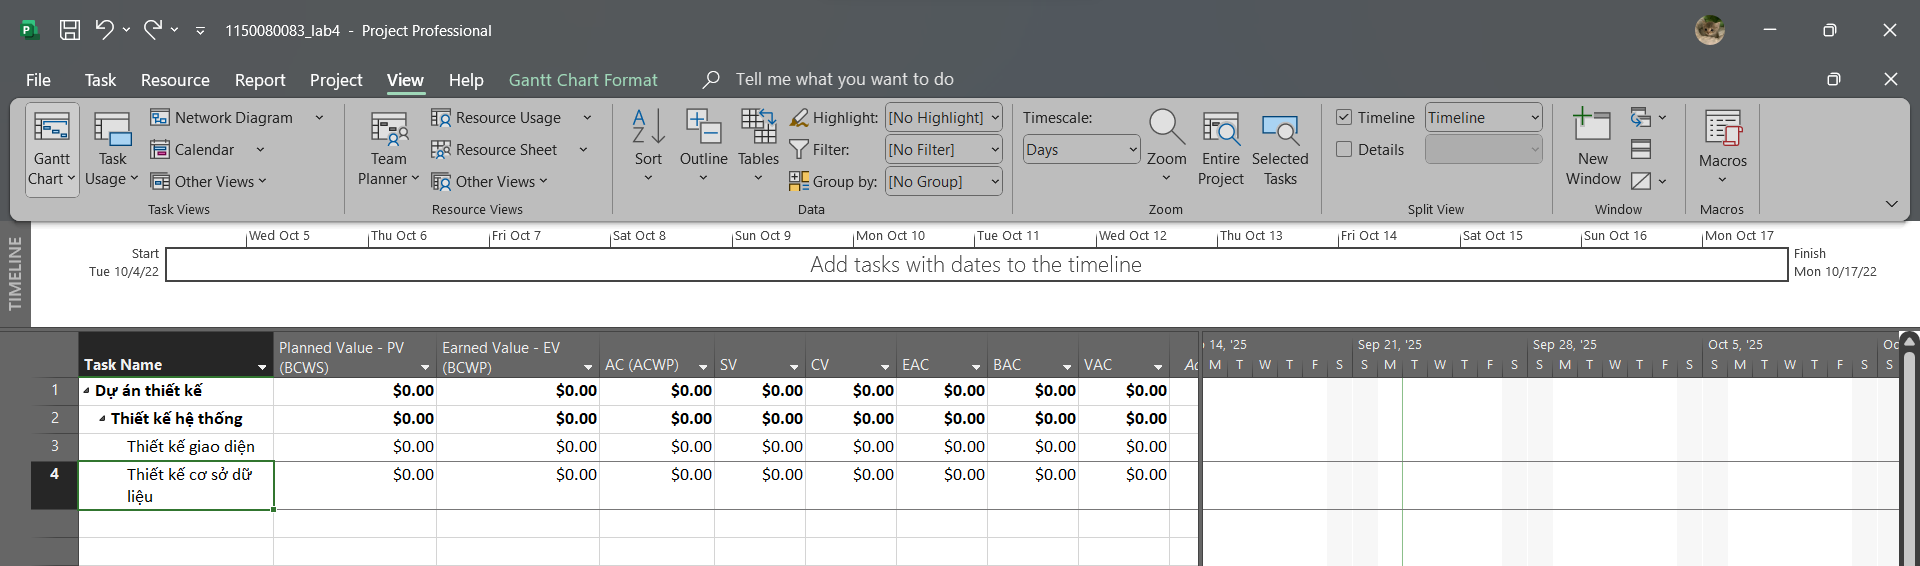 1150080083_lab4 - Project Professional
File Task Resource Report Project View Help Gantt Chart Format Tell me what you want to do
Gantt Chart
Task Usage
Network Diagram
Calendar
Other Views
Task Views
Team Planner
Resource Usage
Resource Sheet
Other Views
Resource Views
Sort
Outline
Tables
Highlight: [No Highlight]
Filter: [No Filter]
Group by: [No Group]
Data
Timescale:
Days
Zoom
Entire Project
Selected Tasks
Zoom
Timeline Timeline
Details
Split View
New Window
Window
Macros
Macros
TIMELINE
Wed Oct 5 Thu Oct 6 Fri Oct 7 Sat Oct 8 Sun Oct 9 Mon Oct 10 Tue Oct 11 Wed Oct 12 Thu Oct 13 Fri Oct 14 Sat Oct 15 Sun Oct 16 Mon Oct 17
Start
Tue 10/4/22
Add tasks with dates to the timeline
Finish
Mon 10/17/22
Task Name Planned Value - PV (BCWS) Earned Value - EV (BCWP) AC (ACWP) SV CV EAC BAC VAC Ac
14, '25 Sep 21, '25 Sep 28, '25 Oct 5, '25 Oc
M T W T F S S M T W T F S S M T W T F S S M T W T F S S
1 Dự án thiết kế $0.00 $0.00 $0.00 $0.00 $0.00 $0.00 $0.00 $0.00
2 Thiết kế hệ thống $0.00 $0.00 $0.00 $0.00 $0.00 $0.00 $0.00 $0.00
3 Thiết kế giao diện $0.00 $0.00 $0.00 $0.00 $0.00 $0.00 $0.00 $0.00
4 Thiết kế cơ sở dữ $0.00 $0.00 $0.00 $0.00 $0.00 $0.00 $0.00 $0.00
liệu